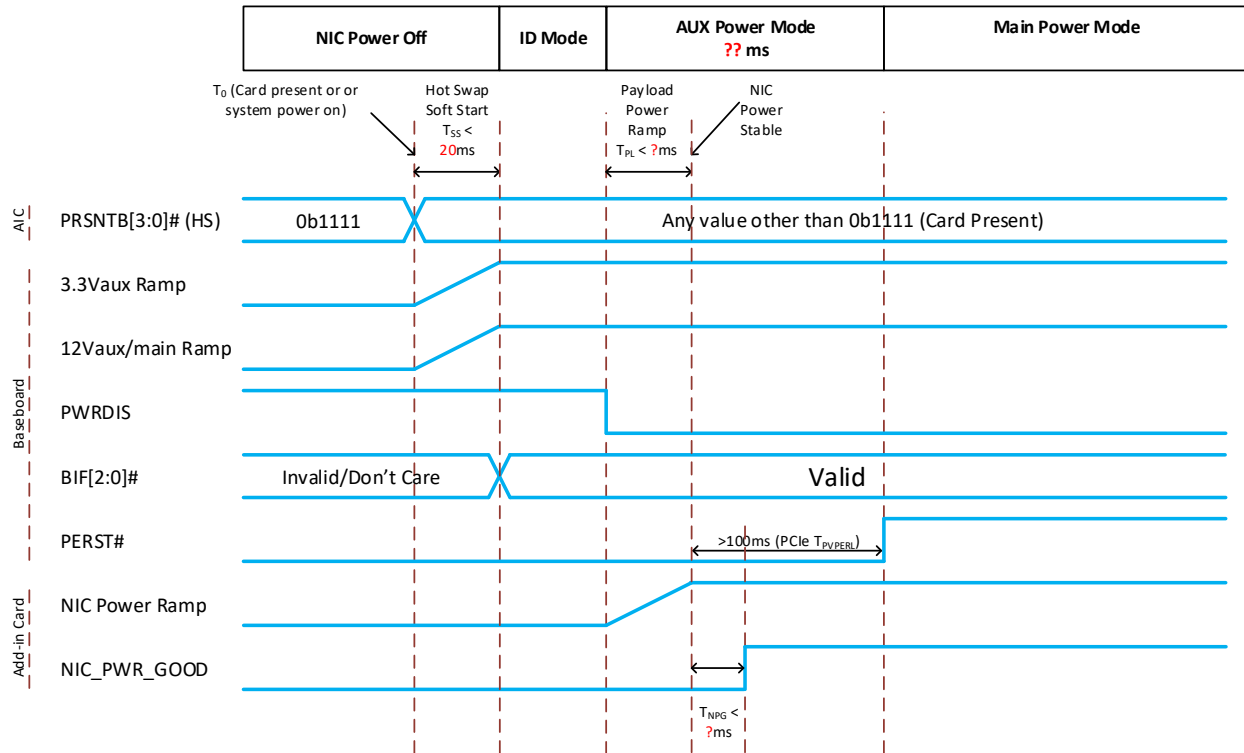 NIC Power Off
ID Mode
AUX Power Mode
?? ms
Main Power Mode
T0 (Card present or or
system power on)
Hot Swap
Soft Start
TSS <
20ms
Payload
Power
Ramp
TPL < ?ms
NIC
Power
Stable
AIC
PRSNTB[3:0]# (HS)
0b1111
Any value other than 0b1111 (Card Present)
Baseboard
3.3Vaux Ramp
12Vaux/main Ramp
PWRDIS
BIF[2:0]#
Invalid/Don’t Care
Valid
PERST#
>100ms (PCIe TPVPERL)
Add-in Card
NIC Power Ramp
NIC_PWR_GOOD
TNPG <
?ms